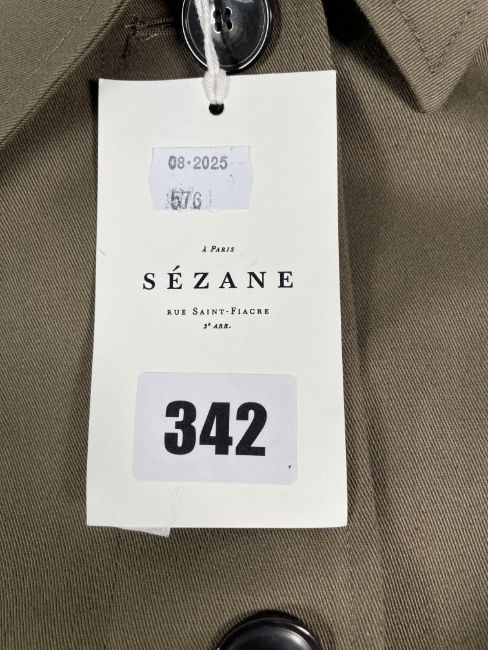 08·2025
576
À PARIS
SÉZANE
RUE SAINT-FIACRE
2ᴱ ARR.
342